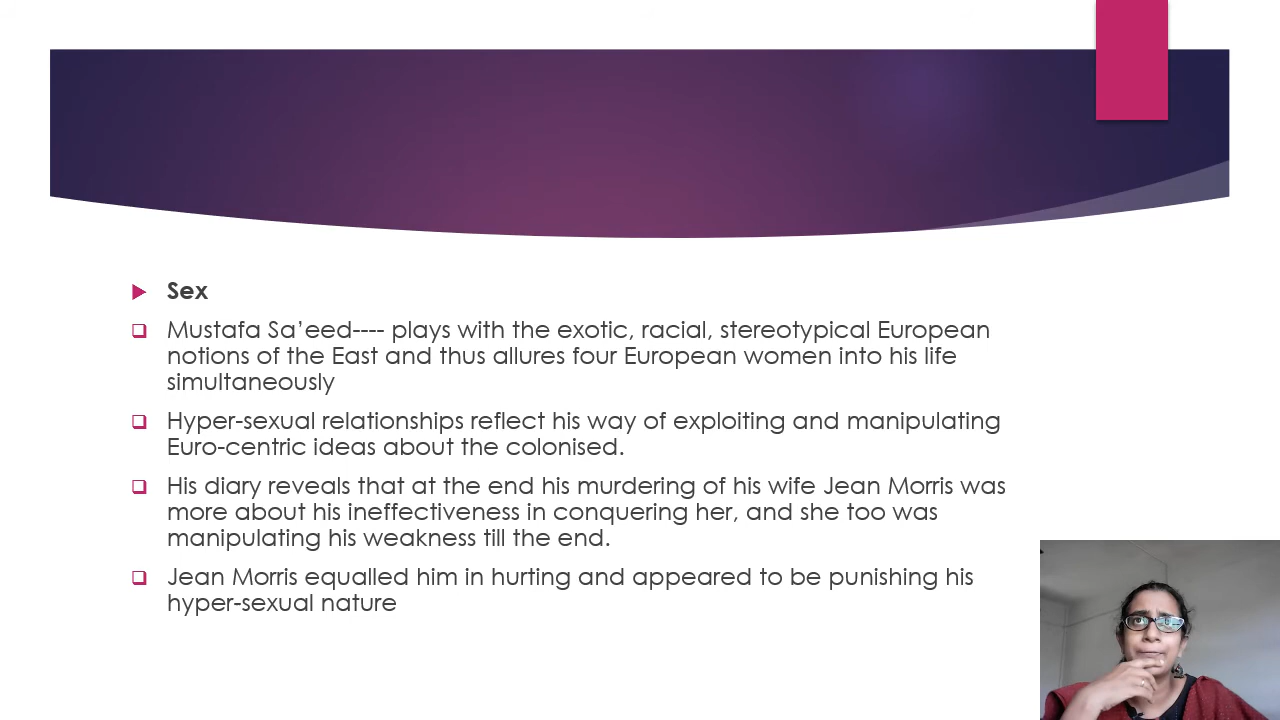 Sex
Mustafa Sa’eed---- plays with the exotic, racial, stereotypical European
notions of the East and thus allures four European women into his life
simultaneously
Hyper-sexual relationships reflect his way of exploiting and manipulating
Euro-centric ideas about the colonised.
His diary reveals that at the end his murdering of his wife Jean Morris was
more about his ineffectiveness in conquering her, and she too was
manipulating his weakness till the end.
Jean Morris equalled him in hurting and appeared to be punishing his
hyper-sexual nature